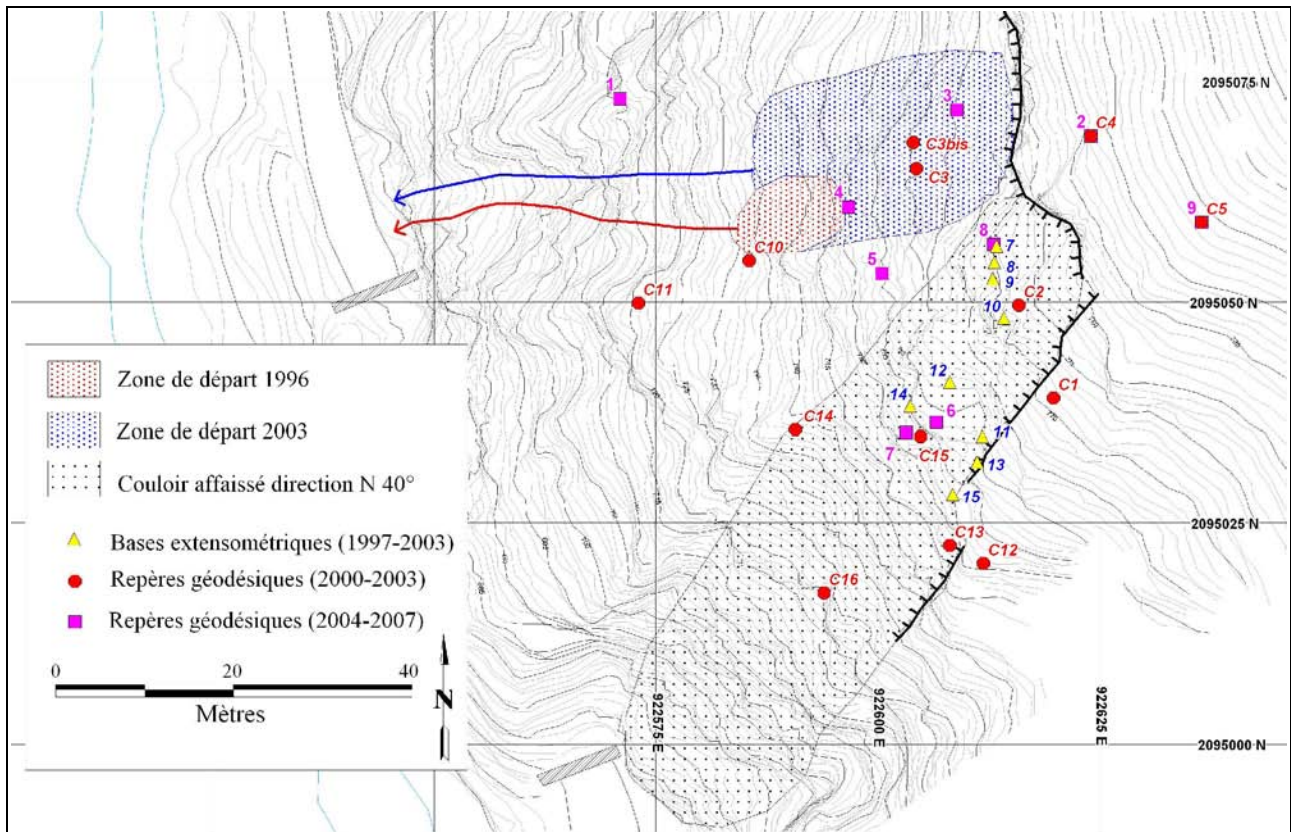 2095075 N
1
3
2
C4
C3bis
C3
4
9
C5
8
7
C10
5
8
9
C11
10
C2
2095050 N
Zone de départ 1996
Zone de départ 2003
Couloir affaissé direction N 40°
Bases extensométriques (1997-2003)
Repères géodésiques (2000-2003)
Repères géodésiques (2004-2007)
0
20
40
Mètres
N
12
C1
14
C14
6
7
C15
11
13
15
2095025 N
C13
C12
C16
922575 E
922600 E
922625 E
2095000 N